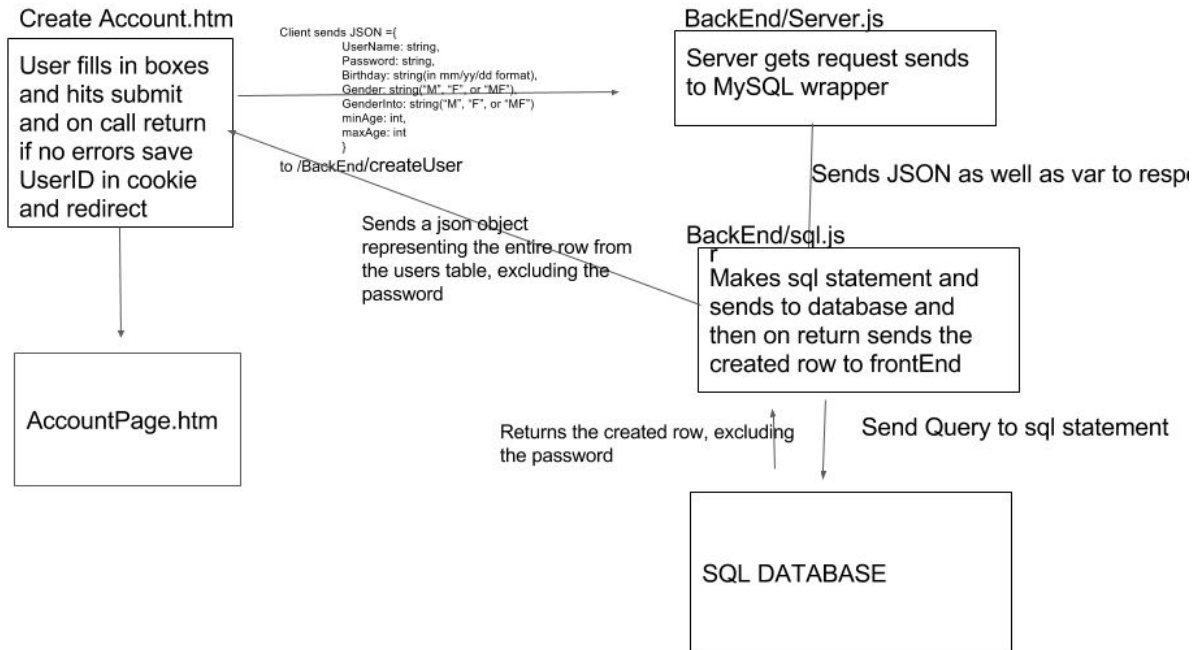 Create Account.htm
User fills in boxes
and hits submit
and on call return
if no errors save
UserID in cookie
and redirect
Client sends JSON ={
UserName: string,
Password: string,
Birthday: string(in mm/yy/dd format),
Gender: string("M", "F", or "MF"),
GenderInto: string("M", "F", or "MF")
minAge: int,
maxAge: int
}
to /BackEnd/createUser
BackEnd/Server.js
Server gets request sends
to MySQL wrapper
Sends JSON as well as var to
BackEnd/sql.js
r
Makes sql statement and
sends to database and
then on return sends the
created row to frontEnd
Sends a json object
representing the entire row from
the users table, excluding the
password
AccountPage.htm
Returns the created row, excluding
the password
Send Query to sql statement
SQL DATABASE